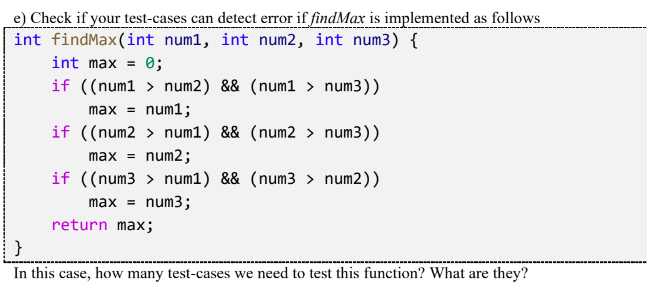 e) Check if your test-cases can detect error if findMax is implemented as follows
int findMax(int num1, int num2, int num3) {
    int max = 0;
    if ((num1 > num2) && (num1 > num3))
        max = num1;
    if ((num2 > num1) && (num2 > num3))
        max = num2;
    if ((num3 > num1) && (num3 > num2))
        max = num3;
    return max;
}
In this case, how many test-cases we need to test this function? What are they?